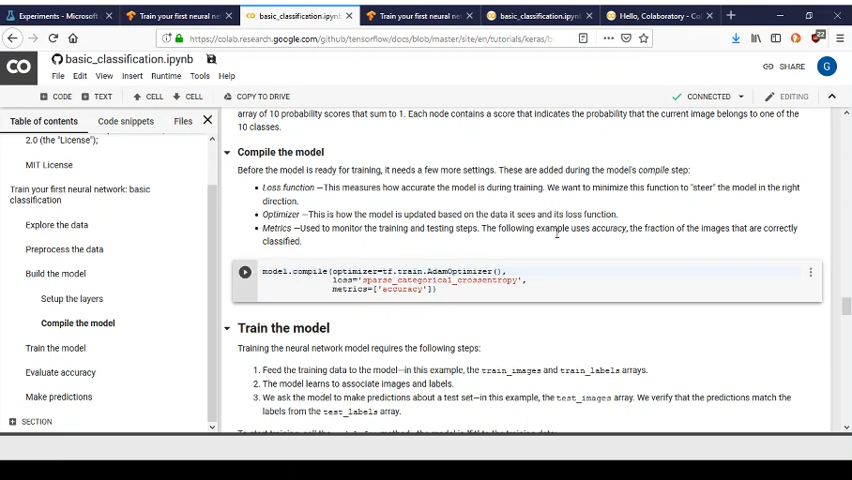 Experiments - Microsoft
Train your first neural ne
basic_classification.ipynb
Train your first neural net
basic_classification.ipynb
Hello, Colaboratory - Col
https://colab.research.google.com/github/tensorflow/docs/blob/master/site/en/tutorials/keras/b
22
CO
basic_classification.ipynb
File Edit View Insert Runtime Tools Help
SHARE
G
CODE TEXT CELL CELL COPY TO DRIVE
CONNECTED
EDITING
Table of contents Code snippets Files
2.0 (the "License");
MIT License
Train your first neural network: basic
classification
Explore the data
Preprocess the data
Build the model
Setup the layers
Compile the model
Train the model
Evaluate accuracy
Make predictions
SECTION
array of 10 probability scores that sum to 1. Each node contains a score that indicates the probability that the current image belongs to one of the
10 classes.
Compile the model
Before the model is ready for training, it needs a few more settings. These are added during the model's compile step:
• Loss function —This measures how accurate the model is during training. We want to minimize this function to "steer" the model in the right
direction.
• Optimizer —This is how the model is updated based on the data it sees and its loss function.
• Metrics —Used to monitor the training and testing steps. The following example uses accuracy, the fraction of the images that are correctly
classified.
model.compile(optimizer=tf.train.AdamOptimizer(),
loss='sparse_categorical_crossentropy',
metrics=['accuracy'])
Train the model
Training the neural network model requires the following steps:
1. Feed the training data to the model—in this example, the train_images and train_labels arrays.
2. The model learns to associate images and labels.
3. We ask the model to make predictions about a test set—in this example, the test_images array. We verify that the predictions match the
labels from the test_labels array.